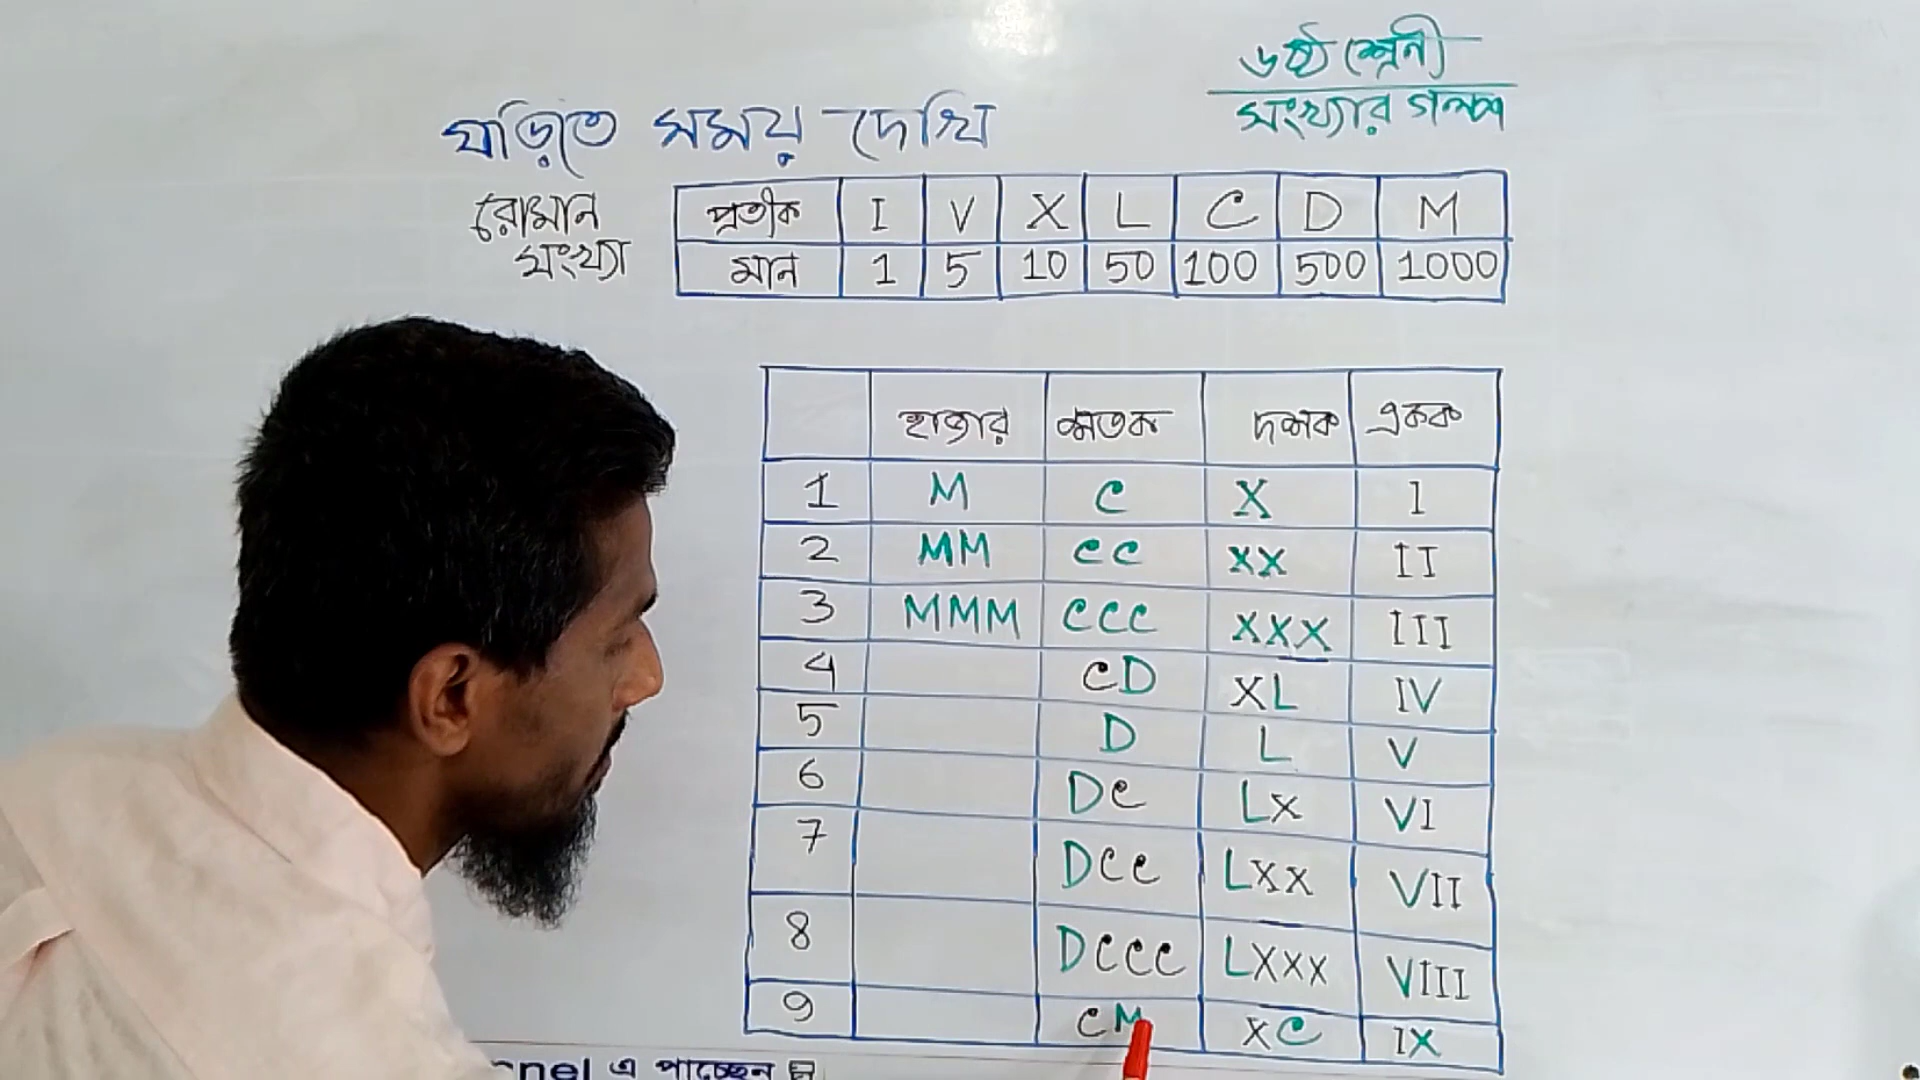 ৬ষ্ঠ শ্রেনী
সংখ্যার গল্প
ঘড়িতে সময় দেখি
রোমান
সংখ্যা
প্রতীক I V X L C D M
মান 1 5 10 50 100 500 1000
হাজার শতক দশক একক
1 M C X I
2 MM CC XX II
3 MMM CCC XXX III
4 CD XL IV
5 D L V
6 DC LX VI
7 DCC LXX VII
8 DCCC LXXX VIII
9 CM XC IX
এ পাচ্ছেন